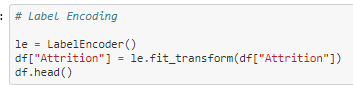 :
# Label Encoding
le = LabelEncoder()
df["Attrition"] = le.fit_transform(df["Attrition"])
df.head()